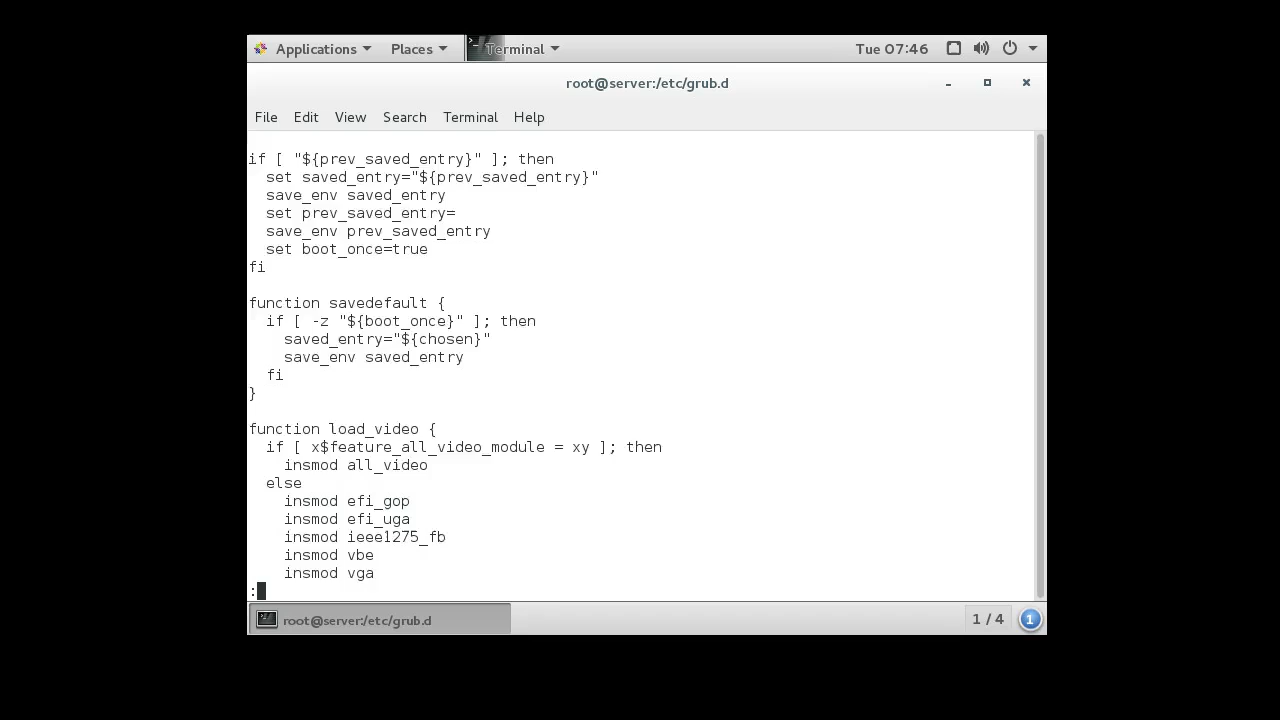 Applications Places Terminal Tue 07:46
root@server:/etc/grub.d
File Edit View Search Terminal Help
if [ "${prev_saved_entry}" ]; then
  set saved_entry="${prev_saved_entry}"
  save_env saved_entry
  set prev_saved_entry=
  save_env prev_saved_entry
  set boot_once=true
fi
function savedefault {
  if [ -z "${boot_once}" ]; then
    saved_entry="${chosen}"
    save_env saved_entry
  fi
}
function load_video {
  if [ x$feature_all_video_module = xy ]; then
    insmod all_video
  else
    insmod efi_gop
    insmod efi_uga
    insmod ieee1275_fb
    insmod vbe
    insmod vga
:
root@server:/etc/grub.d 1 / 4 1